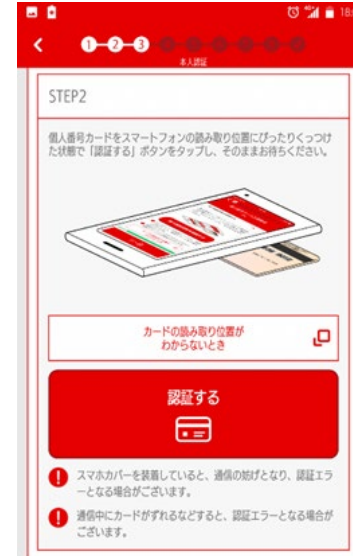 18:
1 2 3
本人認証
STEP2
個人番号カードをスマートフォンの読み取り位置にぴったりくっつけ
た状態で「認証する」ボタンをタップし、そのままお待ちください。
カードの読み取り位置が
わからないとき
認証する
スマホカバーを装着していると、通信の妨げとなり、認証エラ
ーとなる場合がございます。
通信中にカードがずれるなどすると、認証エラーとなる場合が
ございます。